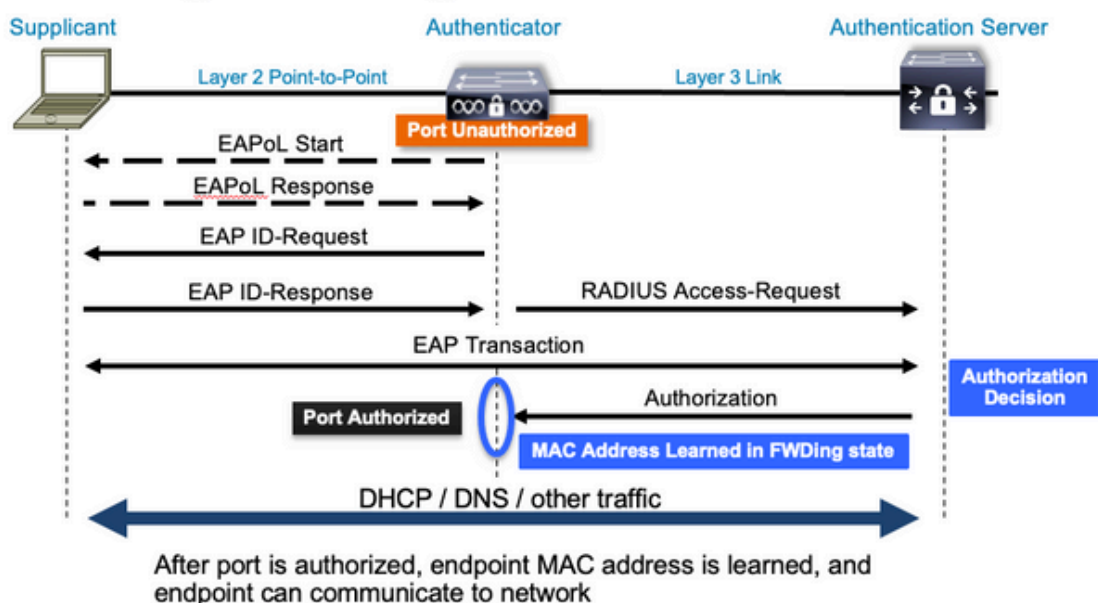 Supplicant
Authenticator
Authentication Server
Layer 2 Point-to-Point
Layer 3 Link
Port Unauthorized
EAPoL Start
EAPoL Response
EAP ID-Request
EAP ID-Response
RADIUS Access-Request
EAP Transaction
Authorization
Decision
Authorization
Port Authorized
MAC Address Learned in FWDing state
DHCP / DNS / other traffic
After port is authorized, endpoint MAC address is learned, and
endpoint can communicate to network